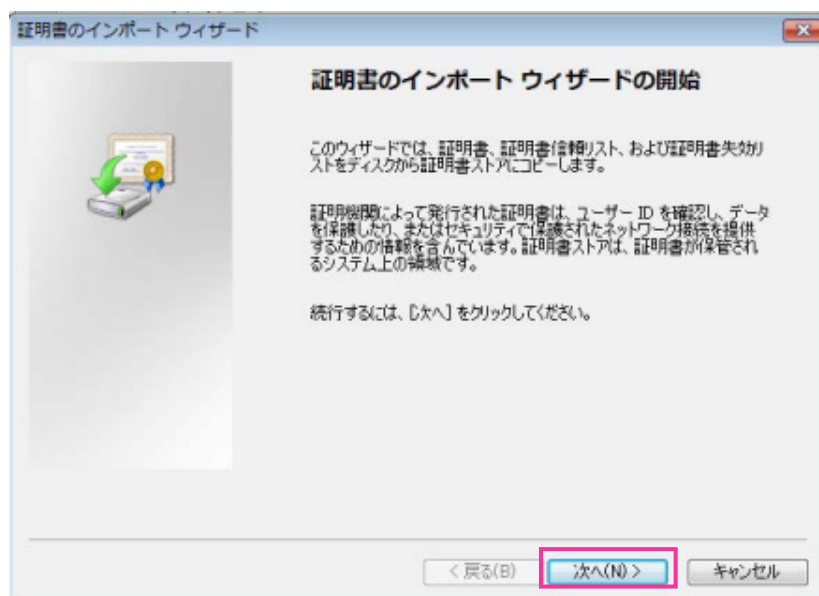 証明書のインポート ウィザード
証明書のインポート ウィザードの開始
このウィザードでは、証明書、証明書信頼リスト、および証明書失効リ
ストをディスクから証明書ストアにコピーします。
証明機関によって発行された証明書は、ユーザー ID を確認し、データ
を保護したり、またはセキュリティで保護されたネットワーク接続を提供
するための情報を含んでいます。証明書ストアは、証明書が保管され
るシステム上の領域です。
続行するには、[次へ] をクリックしてください。
< 戻る(B) 次へ(N) > キャンセル